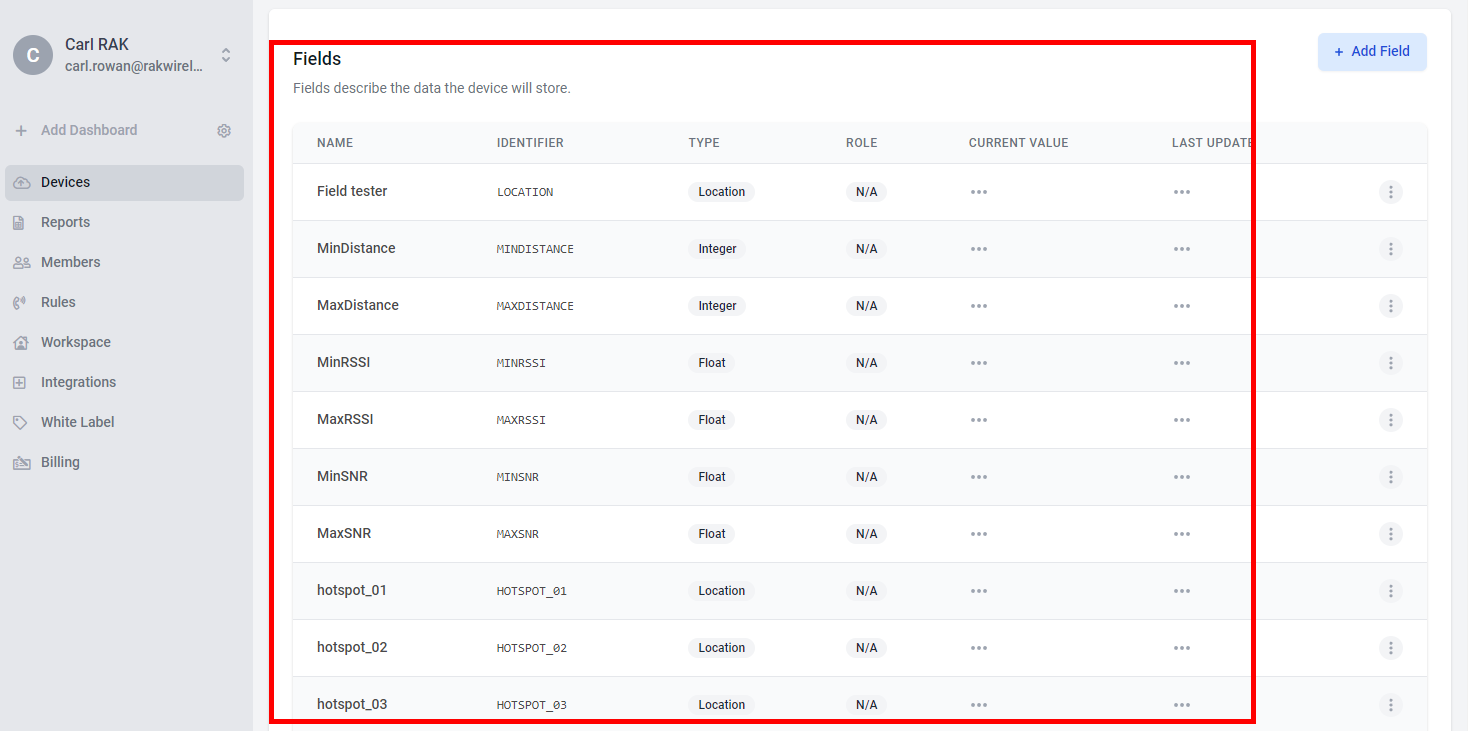 C
Carl RAK
carl.rowan@rakwirel...
+ Add Dashboard
Devices
Reports
Members
Rules
Workspace
Integrations
White Label
Billing
Fields
Fields describe the data the device will store.
+ Add Field
NAME IDENTIFIER TYPE ROLE CURRENT VALUE LAST UPDATE
Field tester LOCATION Location N/A ••• •••
MinDistance MINDISTANCE Integer N/A ••• •••
MaxDistance MAXDISTANCE Integer N/A ••• •••
MinRSSI MINRSSI Float N/A ••• •••
MaxRSSI MAXRSSI Float N/A ••• •••
MinSNR MINSNR Float N/A ••• •••
MaxSNR MAXSNR Float N/A ••• •••
hotspot_01 HOTSPOT_01 Location N/A ••• •••
hotspot_02 HOTSPOT_02 Location N/A ••• •••
hotspot_03 HOTSPOT_03 Location N/A ••• •••